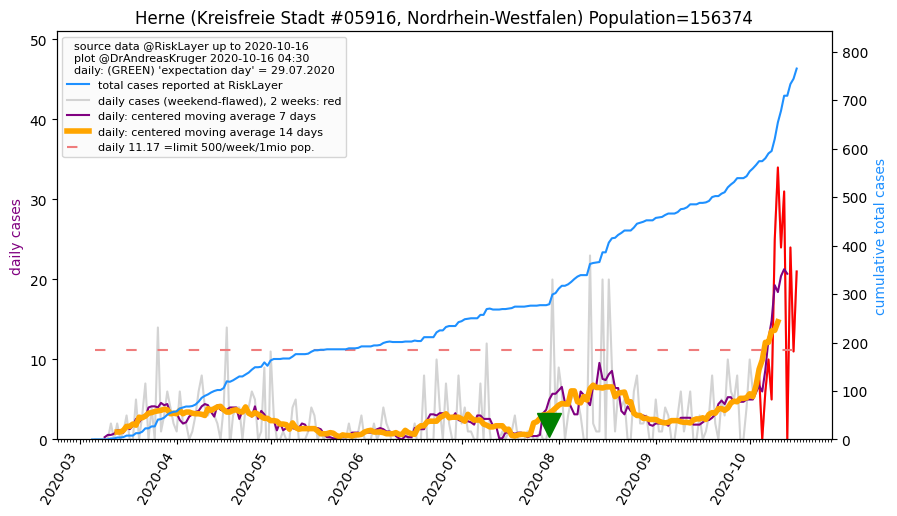 Herne (Kreisfreie Stadt #05916, Nordrhein-Westfalen) Population=156374
source data @RiskLayer up to 2020-10-16
plot @DrAndreasKruger 2020-10-16 04:30
daily: (GREEN) 'expectation day' = 29.07.2020
total cases reported at RiskLayer
daily cases (weekend-flawed), 2 weeks: red
daily: centered moving average 7 days
daily: centered moving average 14 days
daily 11.17 =limit 500/week/1mio pop.
daily cases
50
40
30
20
10
0
cumulative total cases
800
700
600
500
400
300
200
100
0
2020-03
2020-04
2020-05
2020-06
2020-07
2020-08
2020-09
2020-10